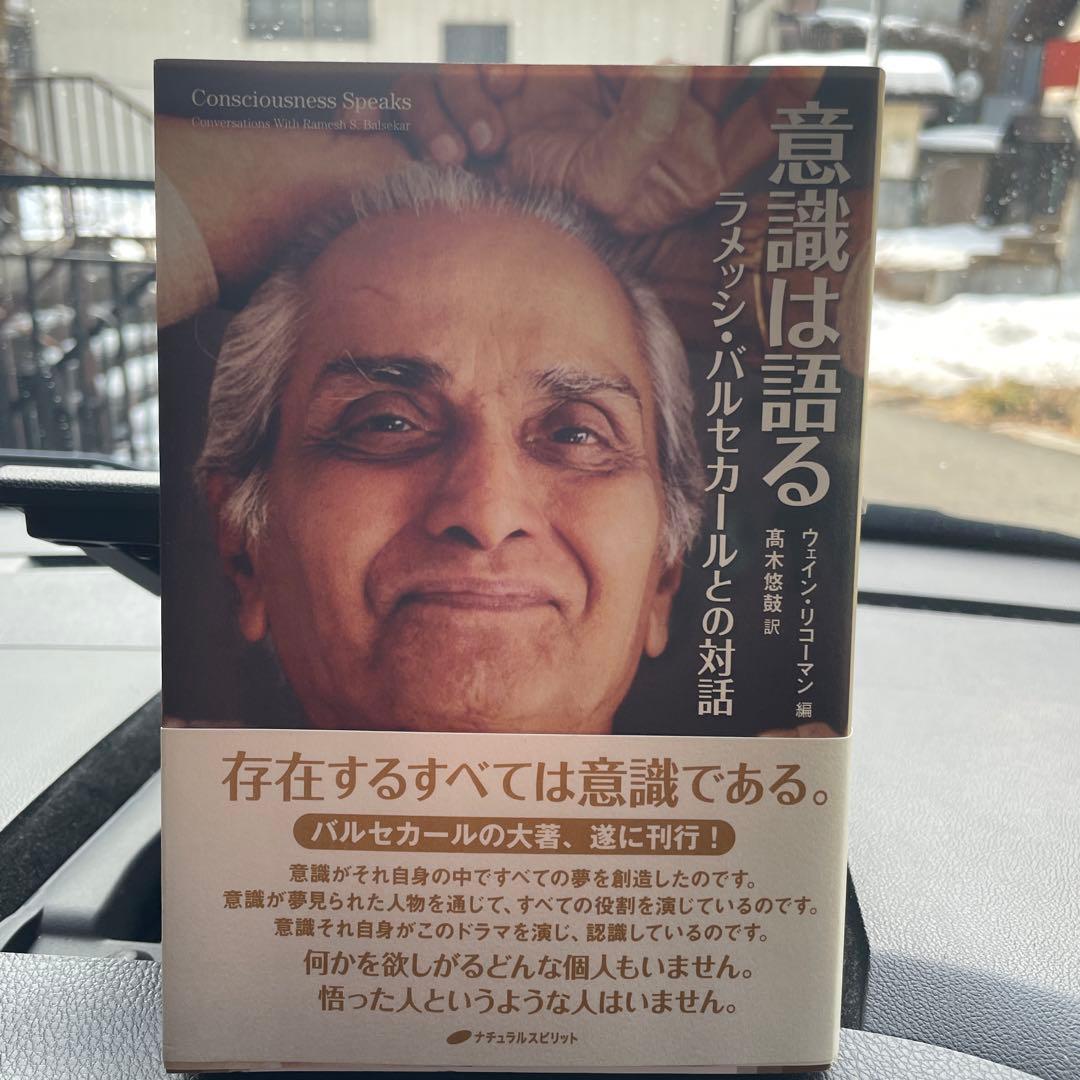 Consciousness Speaks
Conversations With Ramesh S. Balsekar
意識は語る
ラメッシ・バルセカールとの対話
ウェイン・リコーマン 編
髙木悠鼓 訳
存在するすべては意識である。
バルセカールの大著、遂に刊行！
意識がそれ自身の中ですべての夢を創造したのです。
意識が夢見られた人物を通じて、すべての役割を演じているのです。
意識それ自身がこのドラマを演じ、認識しているのです。
何かを欲しがるどんな個人もいません。
悟った人というような人はいません。
ナチュラルスピリット